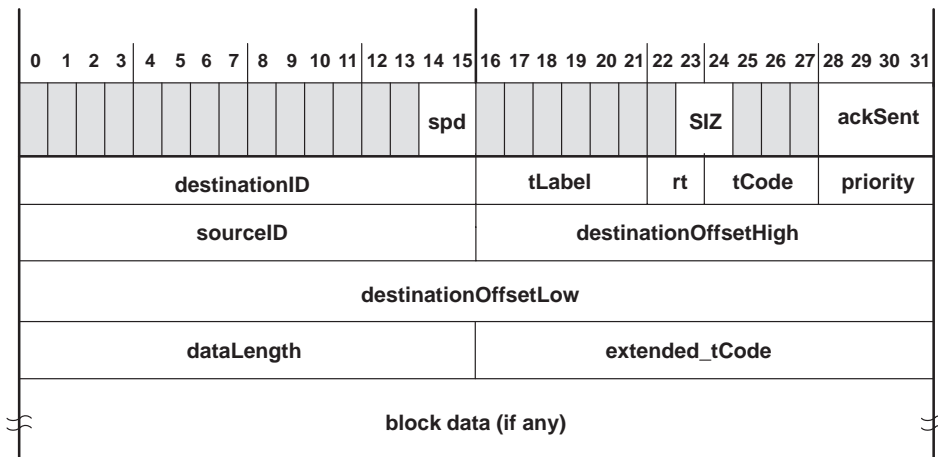 0 1 2 3 4 5 6 7 8 9 10 11 12 13 14 15 16 17 18 19 20 21 22 23 24 25 26 27 28 29 30 31
spd SIZ ackSent
destinationID tLabel rt tCode priority
sourceID destinationOffsetHigh
destinationOffsetLow
dataLength extended_tCode
block data (if any)